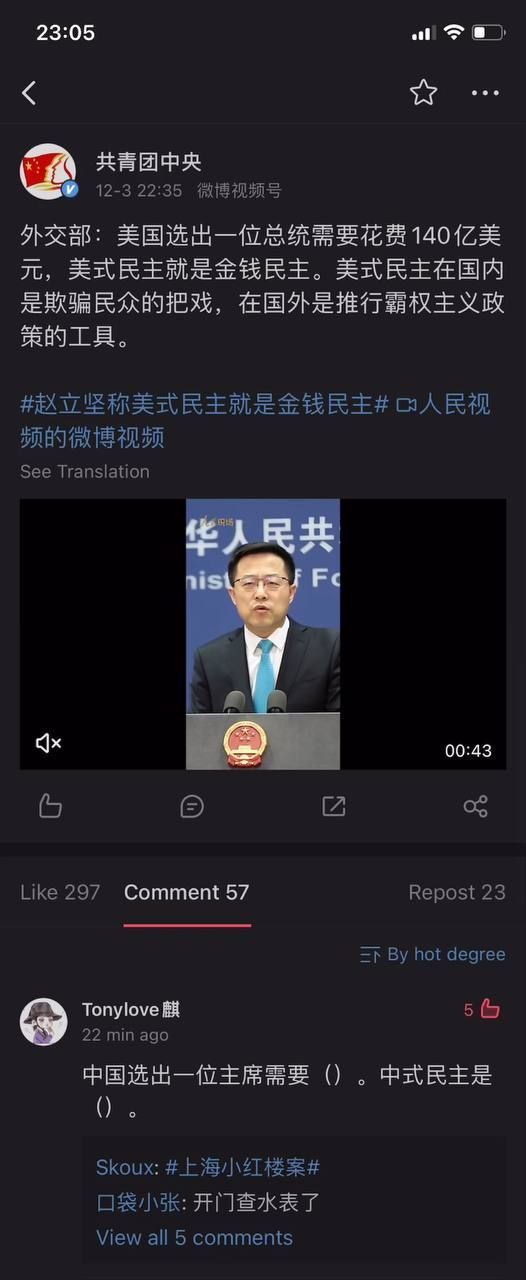 23:05
共青团中央
12-3 22:35 微博视频号
外交部：美国选出一位总统需要花费140亿美
元，美式民主就是金钱民主。美式民主在国内
是欺骗民众的把戏，在国外是推行霸权主义政
策的工具。
#赵立坚称美式民主就是金钱民主# 人民视
频的微博视频
See Translation
现场
华人民共
nist of Fo
00:43
Like 297 Comment 57 Repost 23
By hot degree
Tonylove麒
5
22 min ago
中国选出一位主席需要（）。中式民主是
（）。
Skoux: #上海小红楼案#
口袋小张: 开门查水表了
View all 5 comments